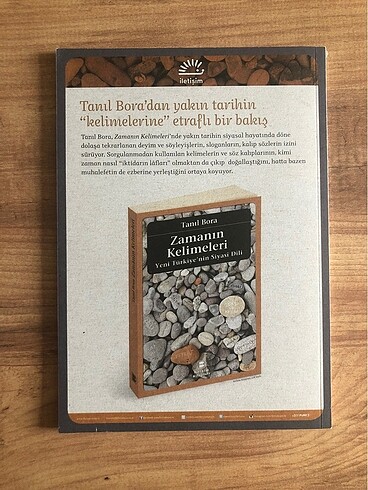 iletişim
Tanıl Bora'dan yakın tarihin
"kelimelerine" etraflı bir bakış
Tanıl Bora, Zamanın Kelimeleri'nde yakın tarihin siyasal hayatında döne
dolaşa tekrarlanan deyim ve söyleyişlerin, sloganların, kalıp sözlerin izini
sürüyor. Sorgulanmadan kullanılan kelimelerin ve söz kalıplarının, kimi
zaman nasıl "iktidarın lâfları" olmaktan da çıkıp doğallaştığını, hatta bazen
muhalefetin de ezberine yerleştiğini ortaya koyuyor.
Tanıl Bora
Zamanın
Kelimeleri
Yeni Türkiye'nin Siyasi Dili